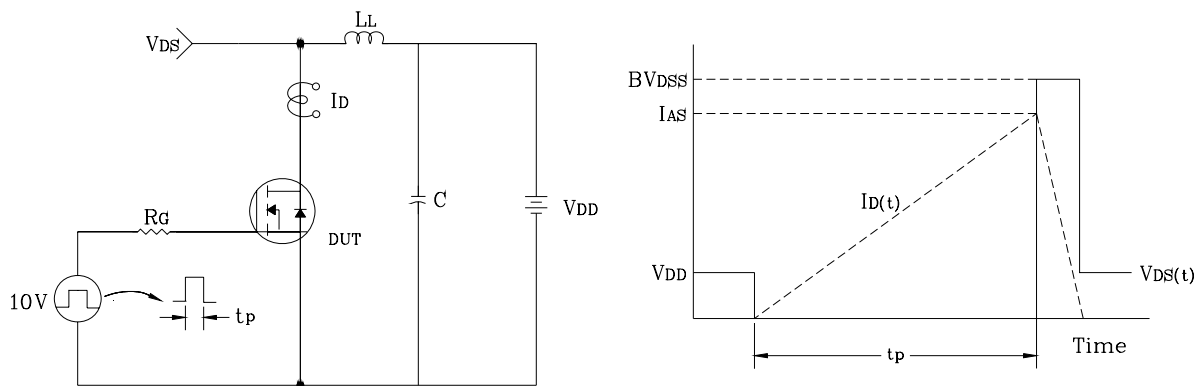 LL
VDS
ID
C
VDD
RG
DUT
10V
tp
BVDSS
IAS
ID(t)
VDD
VDS(t)
Time
tp